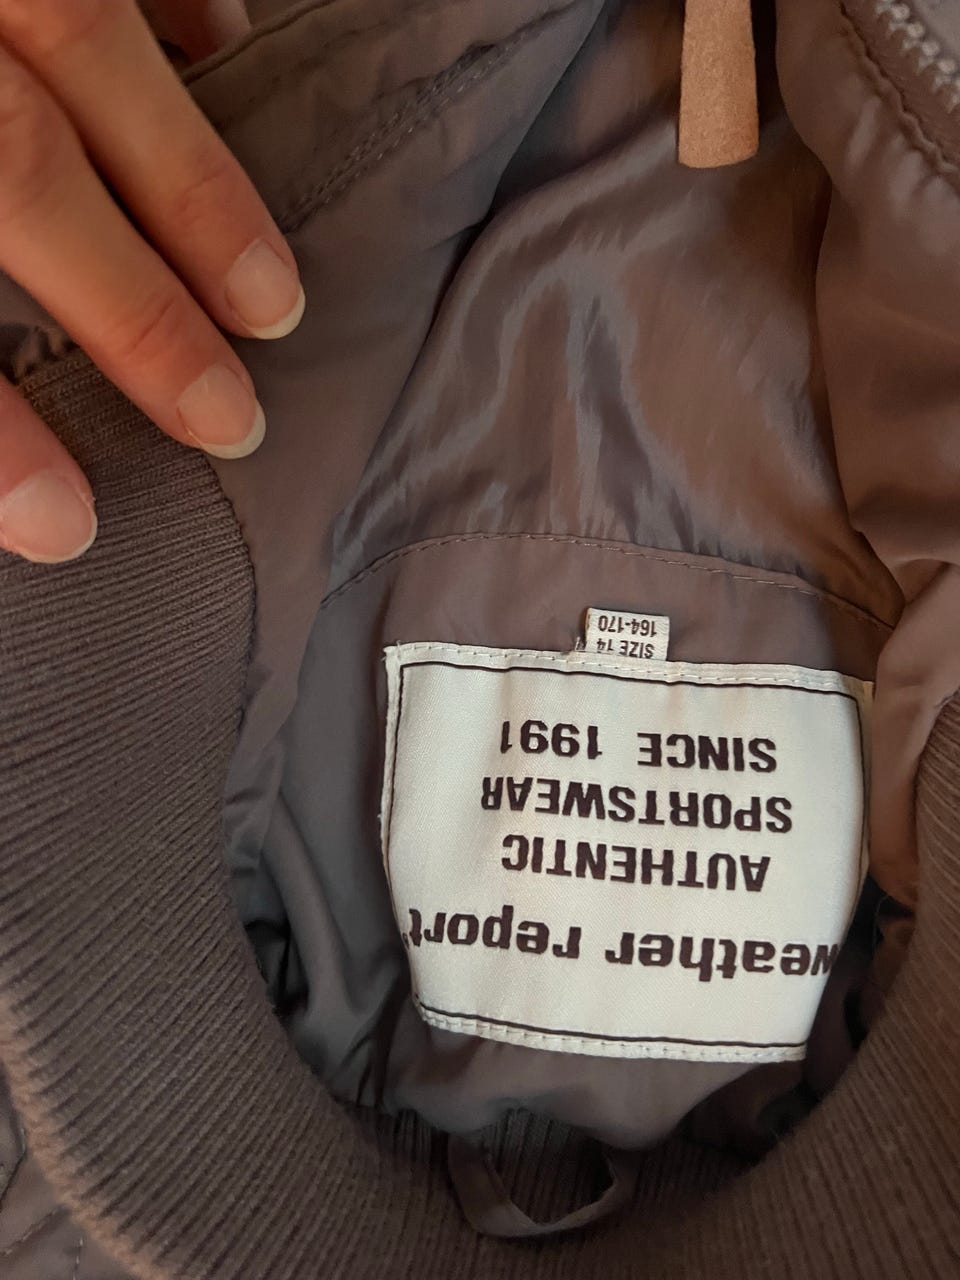 weather report®
AUTHENTIC
SPORTSWEAR
SINCE 1991
SIZE 14
164-170